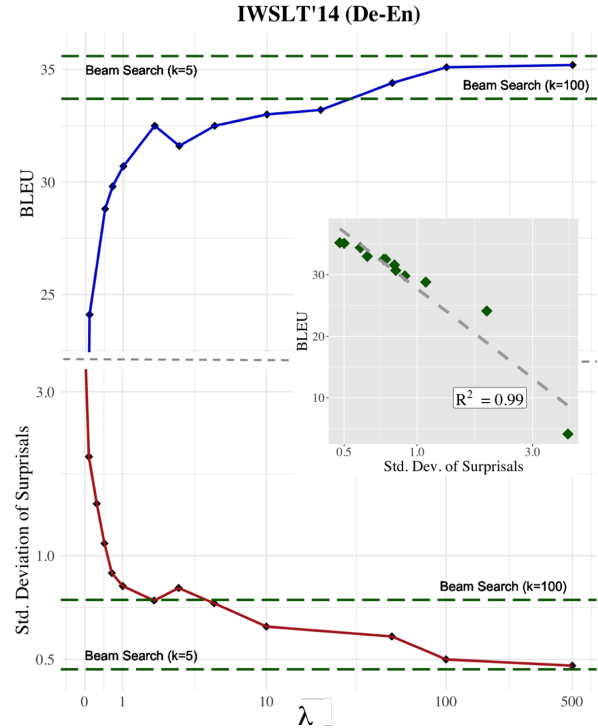 IWSLT'14 (De-En)
35
Beam Search (k=5)
Beam Search (k=100)
30
BLEU
25
30
BLEU
20
10
R² = 0.99
0.5
1.0
3.0
Std. Dev. of Surprisals
3.0
Std. Deviation of Surprisals
1.0
Beam Search (k=100)
Beam Search (k=5)
0.5
0
1
10
100
500
λ